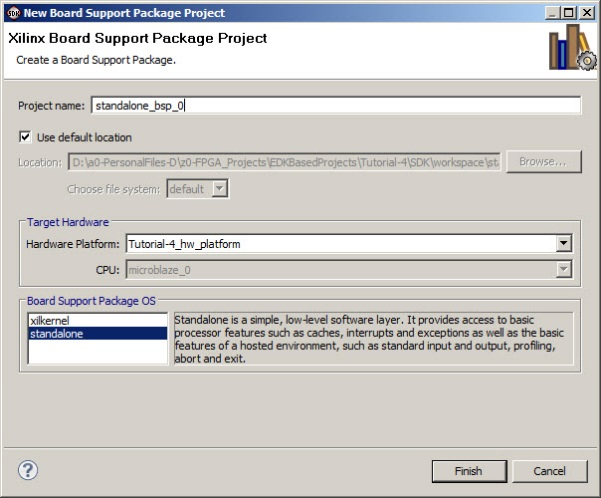 SDK New Board Support Package Project
Xilinx Board Support Package Project
Create a Board Support Package.
Project name: standalone_bsp_0
Use default location
Location: D:\a0-PersonalFiles-D\z0-FPGA_Projects\EDKBasedProjects\Tutorial-4\SDK\workspace\st Browse...
Choose file system: default
Target Hardware
Hardware Platform: Tutorial-4_hw_platform
CPU: microblaze_0
Board Support Package OS
xilkernel
standalone
Standalone is a simple, low-level software layer. It provides access to basic
processor features such as caches, interrupts and exceptions as well as the basic
features of a hosted environment, such as standard input and output, profiling,
abort and exit.
? Finish Cancel